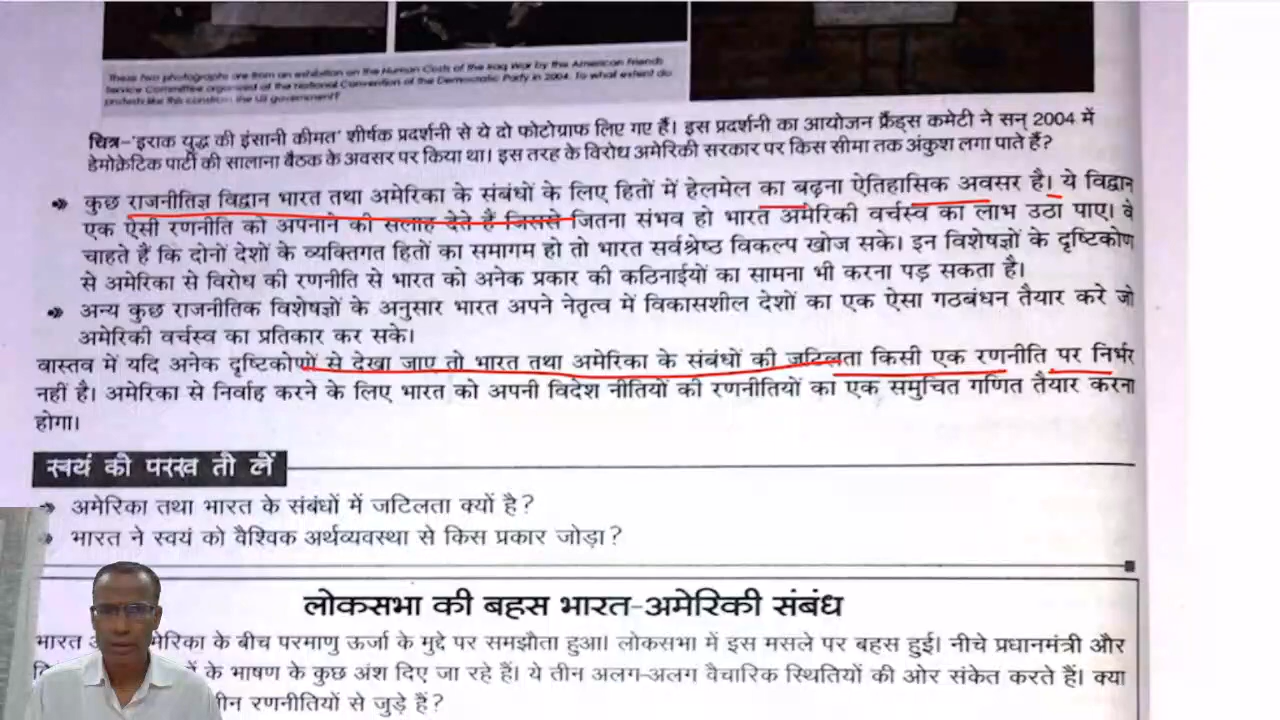 These two photographs are from an exhibition on the Human Costs of the Iraq War by the American Friends
Service Committee organised at the National Convention of the Democratic Party in 2004. To what extent do
protests like this constrain the US government?
चित्र–'इराक युद्ध की इंसानी कीमत' शीर्षक प्रदर्शनी से ये दो फोटोग्राफ लिए गए हैं। इस प्रदर्शनी का आयोजन फ्रैंड्स कमेटी ने सन् 2004 में
डेमोक्रेटिक पार्टी की सालाना बैठक के अवसर पर किया था। इस तरह के विरोध अमेरिकी सरकार पर किस सीमा तक अंकुश लगा पाते हैं?
कुछ राजनीतिज्ञ विद्वान भारत तथा अमेरिका के संबंधों के लिए हितों में हेलमेल का बढ़ना ऐतिहासिक अवसर है। ये विद्वान
एक ऐसी रणनीति को अपनाने की सलाह देते हैं जिससे जितना संभव हो भारत अमेरिकी वर्चस्व का लाभ उठा पाए। वे
चाहते हैं कि दोनों देशों के व्यक्तिगत हितों का समागम हो तो भारत सर्वश्रेष्ठ विकल्प खोज सके। इन विशेषज्ञों के दृष्टिकोण
से अमेरिका से विरोध की रणनीति से भारत को अनेक प्रकार की कठिनाईयों का सामना भी करना पड़ सकता है।
अन्य कुछ राजनीतिक विशेषज्ञों के अनुसार भारत अपने नेतृत्व में विकासशील देशों का एक ऐसा गठबंधन तैयार करे जो
अमेरिकी वर्चस्व का प्रतिकार कर सके।
वास्तव में यदि अनेक दृष्टिकोणों से देखा जाए तो भारत तथा अमेरिका के संबंधों की जटिलता किसी एक रणनीति पर निर्भर
नहीं है। अमेरिका से निर्वाह करने के लिए भारत को अपनी विदेश नीतियों की रणनीतियों का एक समुचित गणित तैयार करना
होगा।
स्वयं को परख तो लें
अमेरिका तथा भारत के संबंधों में जटिलता क्यों है?
भारत ने स्वयं को वैश्विक अर्थव्यवस्था से किस प्रकार जोड़ा?
लोकसभा की बहस भारत-अमेरिकी संबंध
भारत मेरिका के बीच परमाणु ऊर्जा के मुद्दे पर समझौता हुआ। लोकसभा में इस मसले पर बहस हुई। नीचे प्रधानमंत्री और
के भाषण के कुछ अंश दिए जा रहे हैं। ये तीन अलग-अलग वैचारिक स्थितियों की ओर संकेत करते हैं। क्या
रणनीतियों से जुड़े हैं?